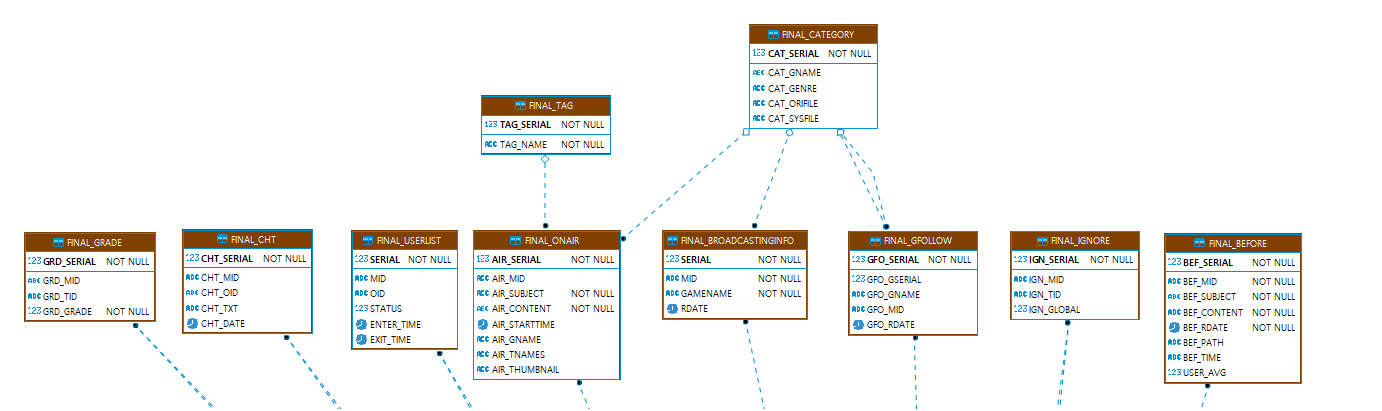 FINAL_CATEGORY
123 CAT_SERIAL NOT NULL
ABC CAT_GNAME
ABC CAT_GENRE
ABC CAT_ORIFILE
ABC CAT_SYSFILE
FINAL_TAG
123 TAG_SERIAL NOT NULL
ABC TAG_NAME NOT NULL
FINAL_GRADE
123 GRD_SERIAL NOT NULL
ABC GRD_MID
ABC GRD_TID
123 GRD_GRADE NOT NULL
FINAL_CHT
123 CHT_SERIAL NOT NULL
ABC CHT_MID
ABC CHT_OID
ABC CHT_TXT
CHT_DATE
FINAL_USERLIST
123 SERIAL NOT NULL
ABC MID
ABC OID
123 STATUS
ENTER_TIME
EXIT_TIME
FINAL_ONAIR
123 AIR_SERIAL NOT NULL
ABC AIR_MID
ABC AIR_SUBJECT NOT NULL
ABC AIR_CONTENT NOT NULL
AIR_STARTTIME
ABC AIR_GNAME
ABC AIR_TNAMES
ABC AIR_THUMBNAIL
FINAL_BROADCASTINGINFO
123 SERIAL NOT NULL
ABC MID NOT NULL
ABC GAMENAME NOT NULL
RDATE
FINAL_GFOLLOW
123 GFO_SERIAL NOT NULL
123 GFO_GSERIAL
ABC GFO_GNAME
ABC GFO_MID
GFO_RDATE
FINAL_IGNORE
123 IGN_SERIAL NOT NULL
ABC IGN_MID
ABC IGN_TID
123 IGN_GLOBAL
FINAL_BEFORE
123 BEF_SERIAL NOT NULL
ABC BEF_MID NOT NULL
ABC BEF_SUBJECT NOT NULL
ABC BEF_CONTENT NOT NULL
BEF_RDATE NOT NULL
ABC BEF_PATH
ABC BEF_TIME
123 USER_AVG